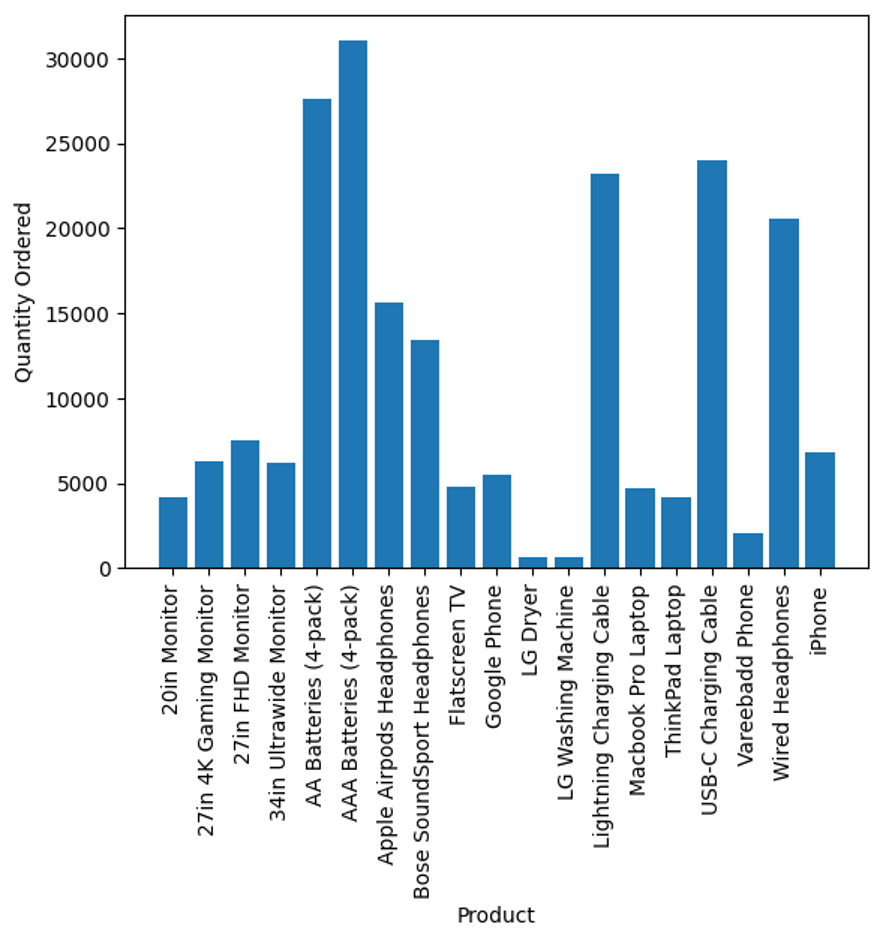 30000
25000
20000
15000
10000
5000
0
Quantity Ordered
20in Monitor
27in 4K Gaming Monitor
27in FHD Monitor
34in Ultrawide Monitor
AA Batteries (4-pack)
AAA Batteries (4-pack)
Apple Airpods Headphones
Bose SoundSport Headphones
Flatscreen TV
Google Phone
LG Dryer
LG Washing Machine
Lightning Charging Cable
Macbook Pro Laptop
ThinkPad Laptop
USB-C Charging Cable
Vareebadd Phone
Wired Headphones
iPhone
Product